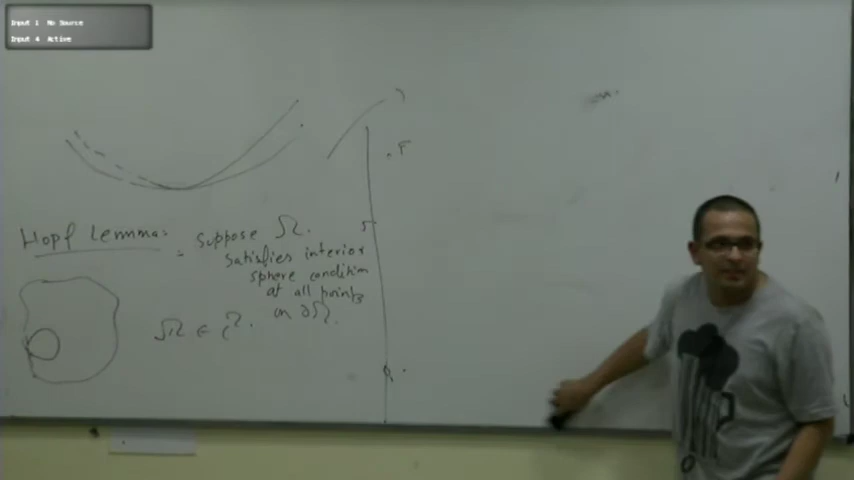 Input 1 No Source
Input 4 Active
Hopf Lemma:
Suppose Ω.
satisfies interior
sphere condition
at all points
on ∂Ω.
Ω ∈ C².